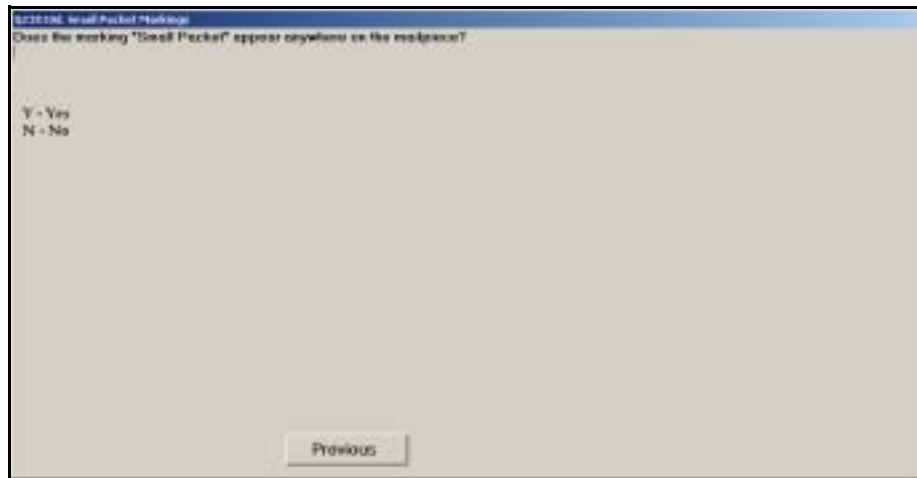 Small Packet Markings
Does the marking "Small Packet" appear anywhere on the mailpiece?
Y - Yes
N - No
Previous